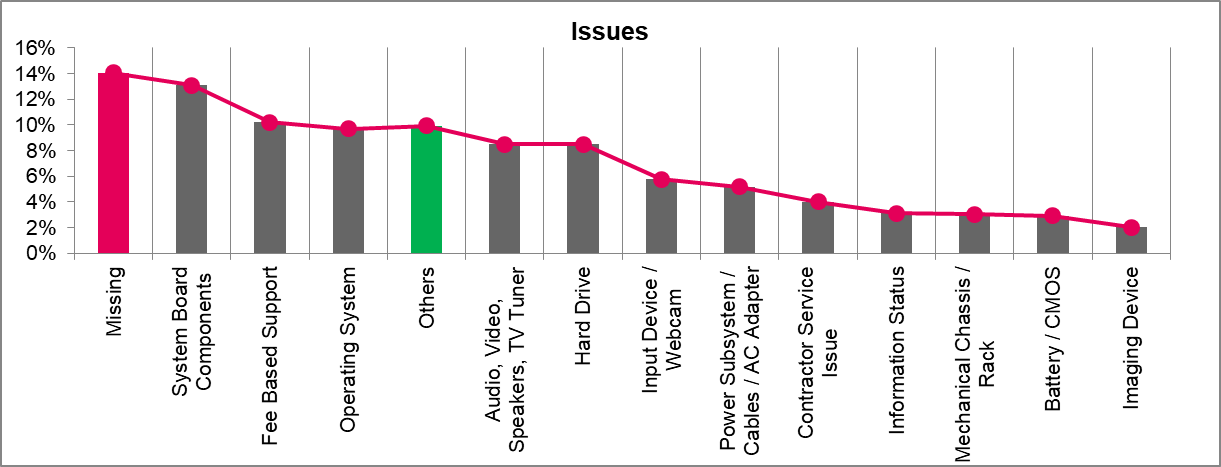 Issues
16%
14%
12%
10%
8%
6%
4%
2%
0%
Missing
System Board
Components
Fee Based Support
Operating System
Others
Audio, Video,
Speakers, TV Tuner
Hard Drive
Input Device /
Webcam
Power Subsystem /
Cables / AC Adapter
Contractor Service
Issue
Information Status
Mechanical Chassis /
Rack
Battery / CMOS
Imaging Device